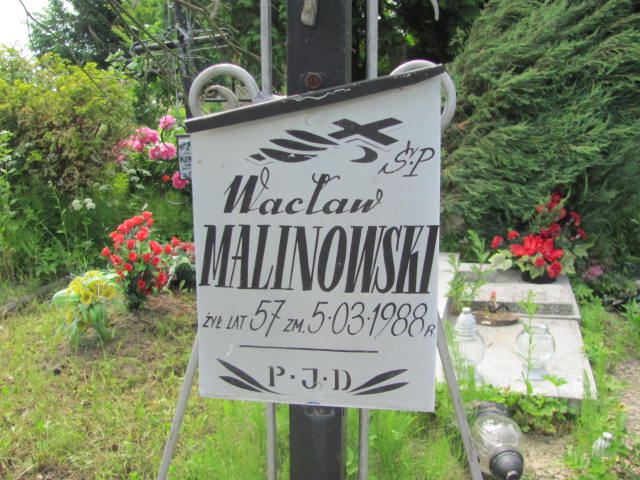 Ś.P
Wacław
MALINOWSKI
ŻYŁ LAT 57 ZM. 5·03·1988 R.
P·J·D